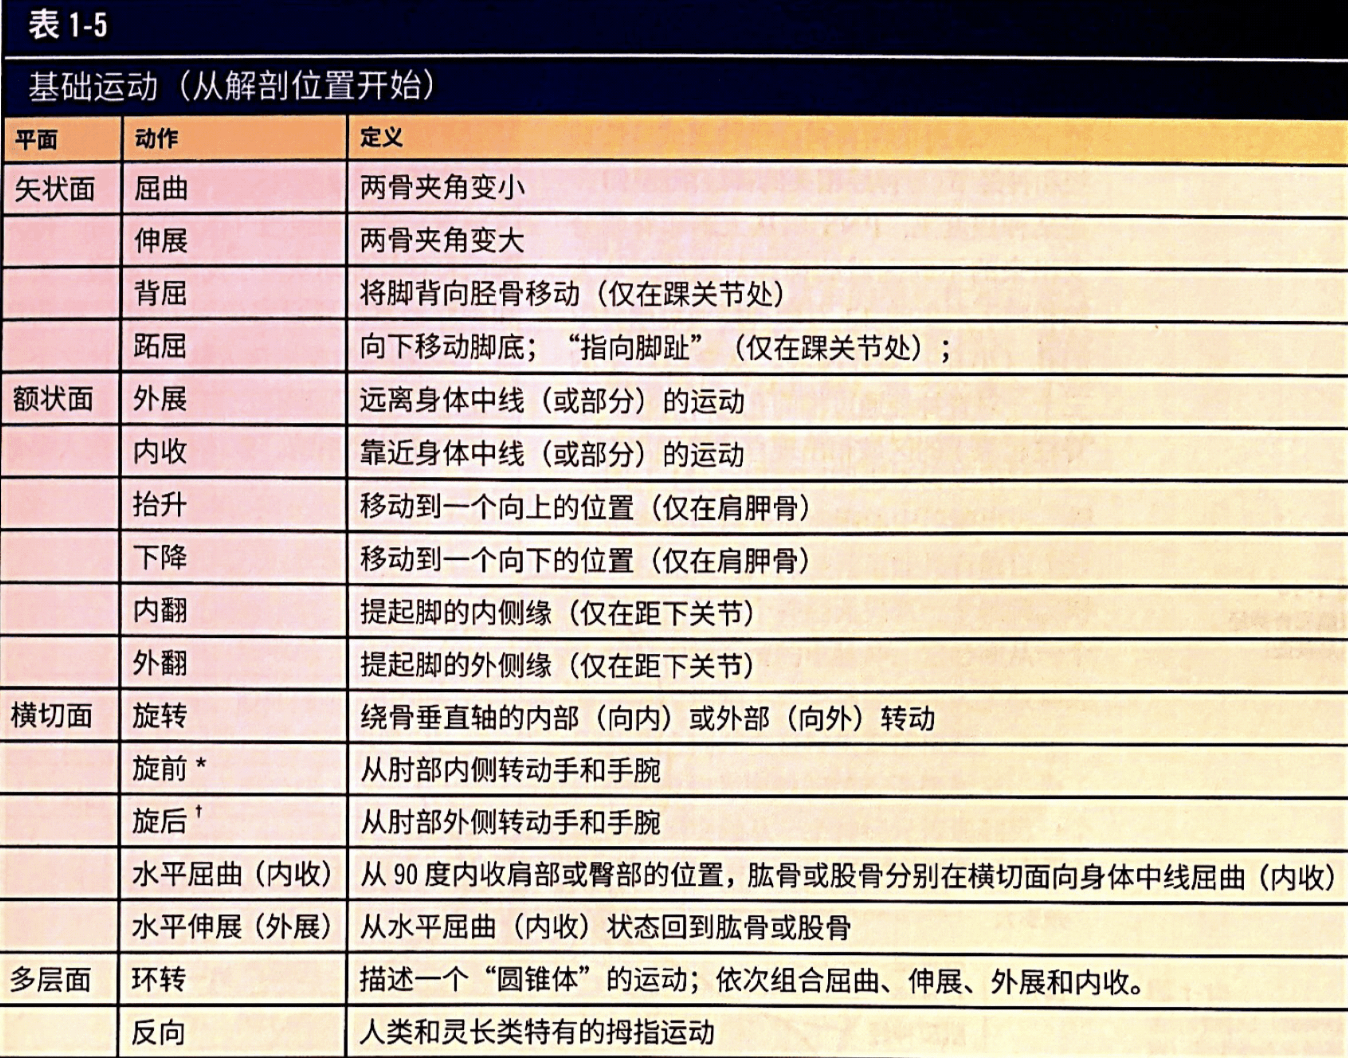 表 1-5
基础运动（从解剖位置开始）
平面 动作 定义
矢状面 屈曲 两骨夹角变小
伸展 两骨夹角变大
背屈 将脚背向胫骨移动（仅在踝关节处）
跖屈 向下移动脚底；“指向脚趾”（仅在踝关节处）；
额状面 外展 远离身体中线（或部分）的运动
内收 靠近身体中线（或部分）的运动
抬升 移动到一个向上的位置（仅在肩胛骨）
下降 移动到一个向下的位置（仅在肩胛骨）
内翻 提起脚的内侧缘（仅在距下关节）
外翻 提起脚的外侧缘（仅在距下关节）
横切面 旋转 绕骨垂直轴的内部（向内）或外部（向外）转动
旋前 * 从肘部内侧转动手和手腕
旋后 † 从肘部外侧转动手和手腕
水平屈曲（内收） 从 90 度内收肩部或臀部的位置，肱骨或股骨分别在横切面向身体中线屈曲（内收）
水平伸展（外展） 从水平屈曲（内收）状态回到肱骨或股骨
多层面 环转 描述一个“圆锥体”的运动；依次组合屈曲、伸展、外展和内收。
反向 人类和灵长类特有的拇指运动